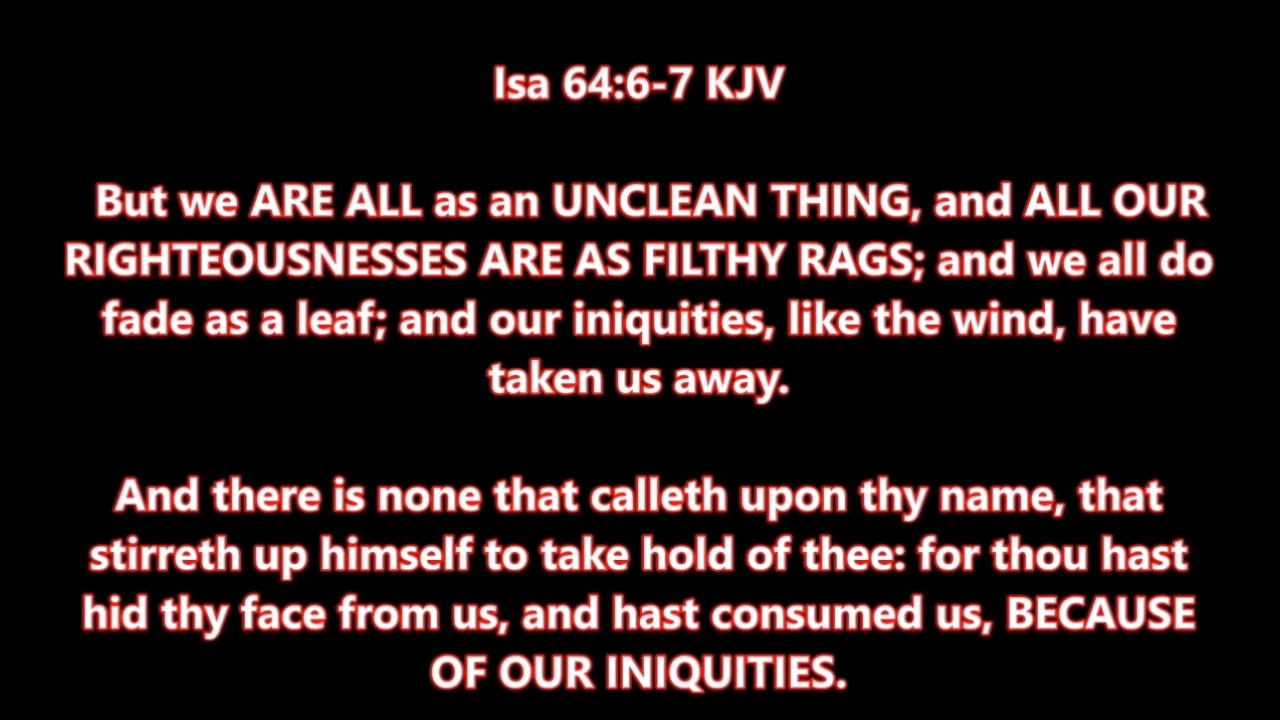 Isa 64:6-7 KJV
But we ARE ALL as an UNCLEAN THING, and ALL OUR
RIGHTEOUSNESSES ARE AS FILTHY RAGS; and we all do
fade as a leaf; and our iniquities, like the wind, have
taken us away.
And there is none that calleth upon thy name, that
stirreth up himself to take hold of thee: for thou hast
hid thy face from us, and hast consumed us, BECAUSE
OF OUR INIQUITIES.